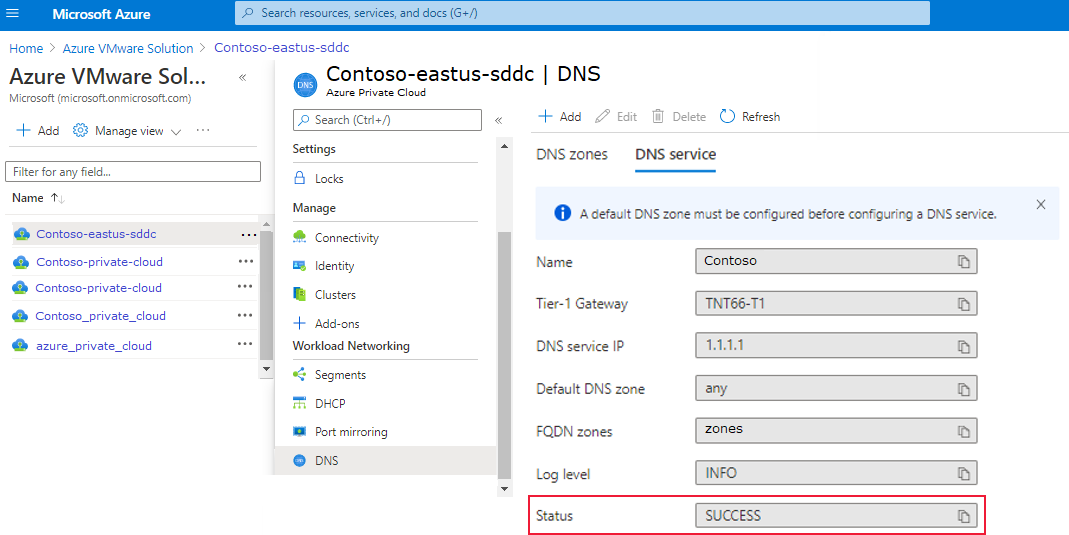 Microsoft Azure
Search resources, services, and docs (G+/)
Home > Azure VMware Solution > Contoso-eastus-sddc
Azure VMware Sol... «
Microsoft (microsoft.onmicrosoft.com)
+ Add Manage view ...
Filter for any field...
Name ↑↓
Contoso-eastus-sddc ...
Contoso-private-cloud ...
Contoso-private-cloud ...
Contoso_private_cloud ...
azure_private_cloud ...
DNS
Contoso-eastus-sddc | DNS
Azure Private Cloud
Search (Ctrl+/) «
Settings
Locks
Manage
Connectivity
Identity
Clusters
Add-ons
Workload Networking
Segments
DHCP
Port mirroring
DNS
+ Add Edit Delete Refresh
DNS zones DNS service
A default DNS zone must be configured before configuring a DNS service.
Name Contoso
Tier-1 Gateway TNT66-T1
DNS service IP 1.1.1.1
Default DNS zone any
FQDN zones zones
Log level INFO
Status SUCCESS